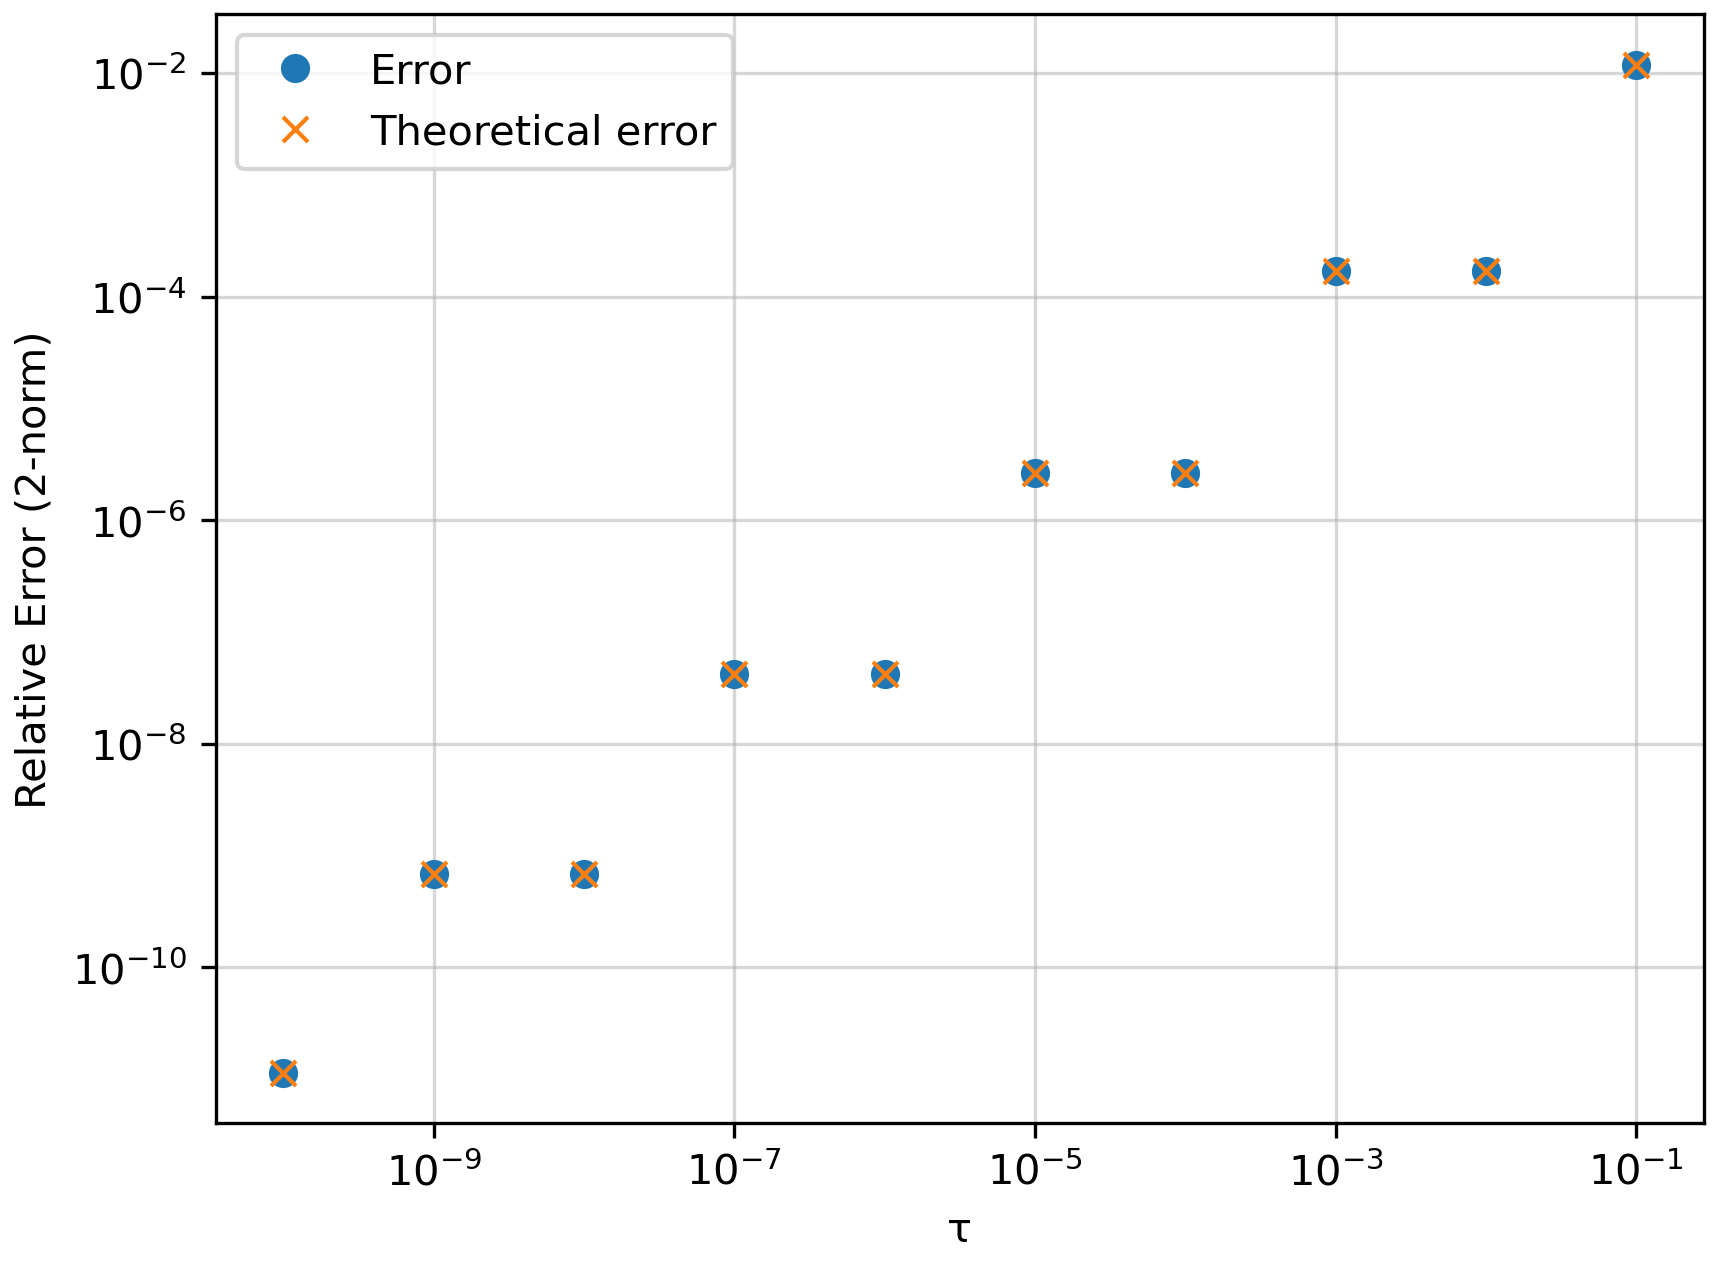 Error
Theoretical error
Relative Error (2-norm)
10⁻²
10⁻⁴
10⁻⁶
10⁻⁸
10⁻¹⁰
10⁻⁹
10⁻⁷
10⁻⁵
10⁻³
10⁻¹
τ